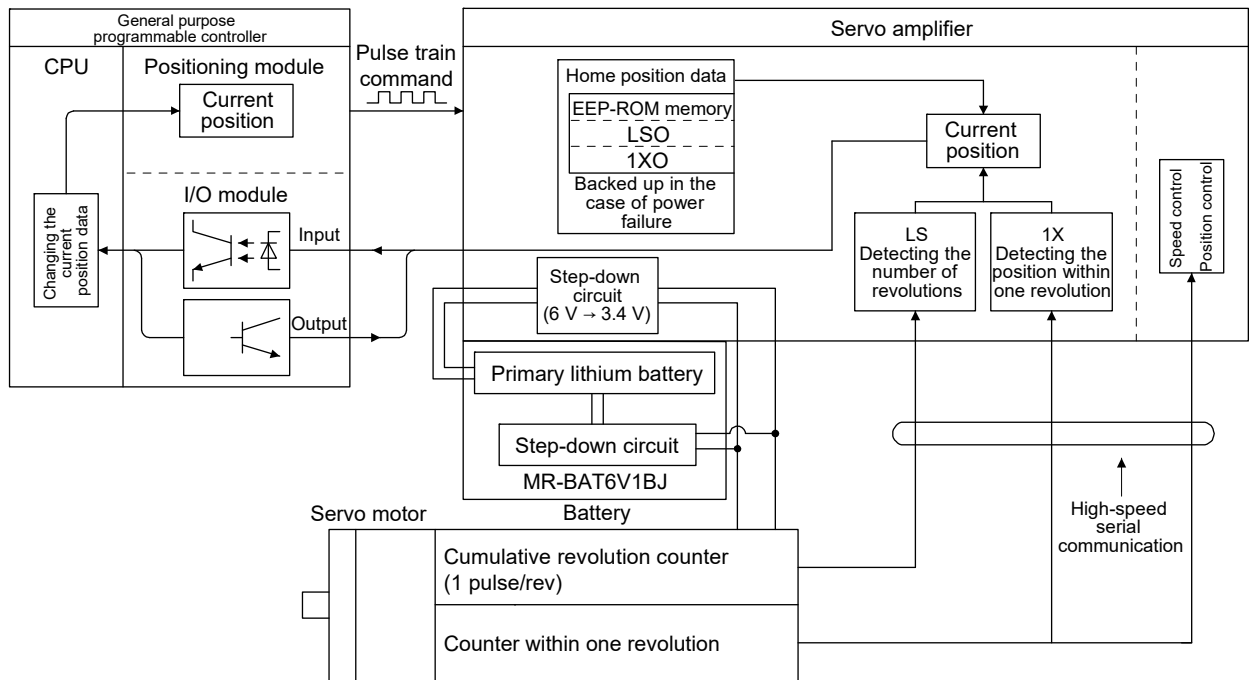 General purpose
programmable controller
CPU
Positioning module
Current
position
I/O module
Input
Output
Changing the
current
position data
Pulse train
command
Servo amplifier
Home position data
EEP-ROM memory
LSO
1XO
Backed up in the
case of power
failure
Current
position
LS
Detecting the
number of
revolutions
1X
Detecting the
position within
one revolution
Speed control
Position control
Step-down
circuit
(6 V → 3.4 V)
Primary lithium battery
Step-down circuit
MR-BAT6V1BJ
Battery
Servo motor
Cumulative revolution counter
(1 pulse/rev)
Counter within one revolution
High-speed
serial
communication